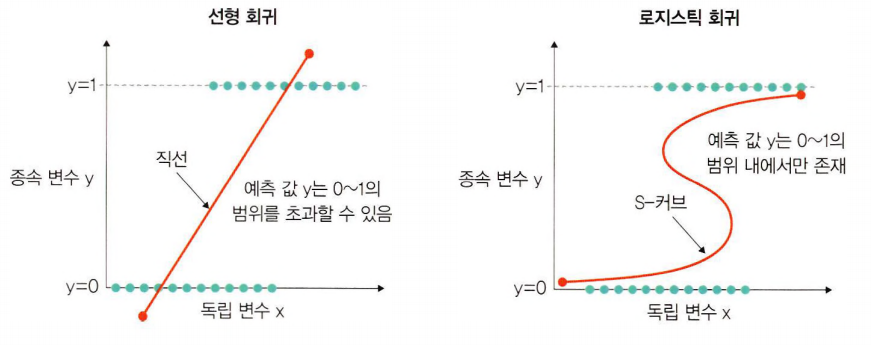 선형 회귀
y=1
직선
종속 변수 y
예측 값 y는 0~1의
범위를 초과할 수 있음
y=0
독립 변수 x
로지스틱 회귀
y=1
예측 값 y는 0~1의
범위 내에서만 존재
종속 변수 y
S-커브
y=0
독립 변수 x